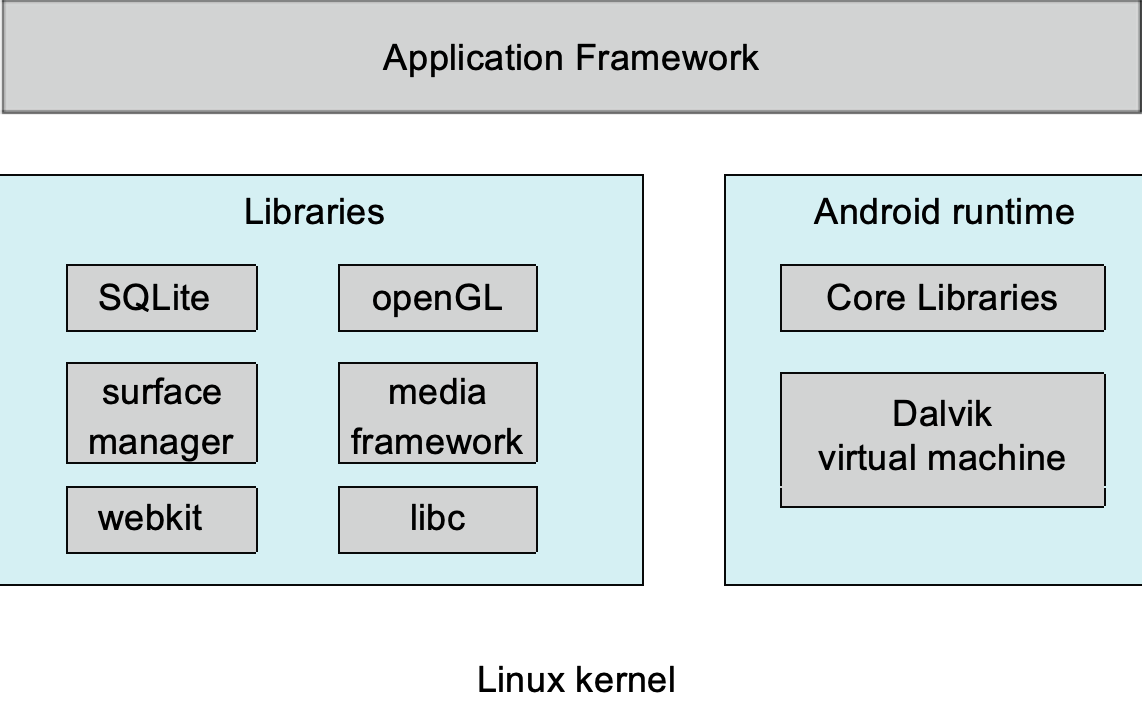 Application Framework
Libraries
SQLite
openGL
surface
manager
media
framework
webkit
libc
Android runtime
Core Libraries
Dalvik
virtual machine
Linux kernel